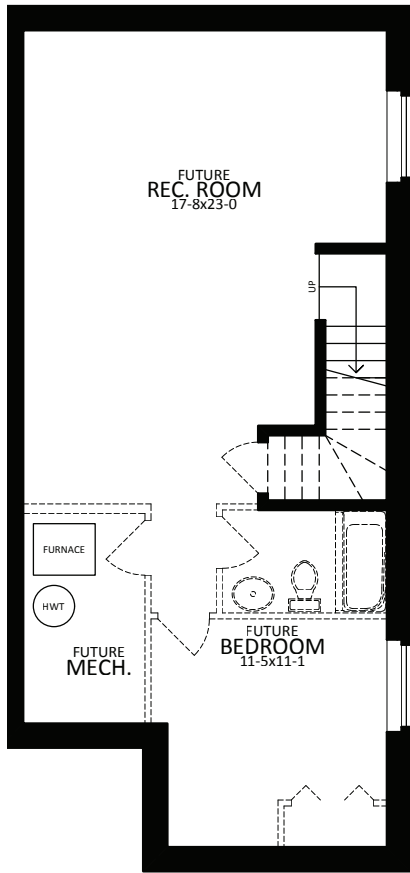 FUTURE
REC. ROOM
17-8x23-0
UP
FURNACE
HWT
FUTURE
MECH.
FUTURE
BEDROOM
11-5x11-1